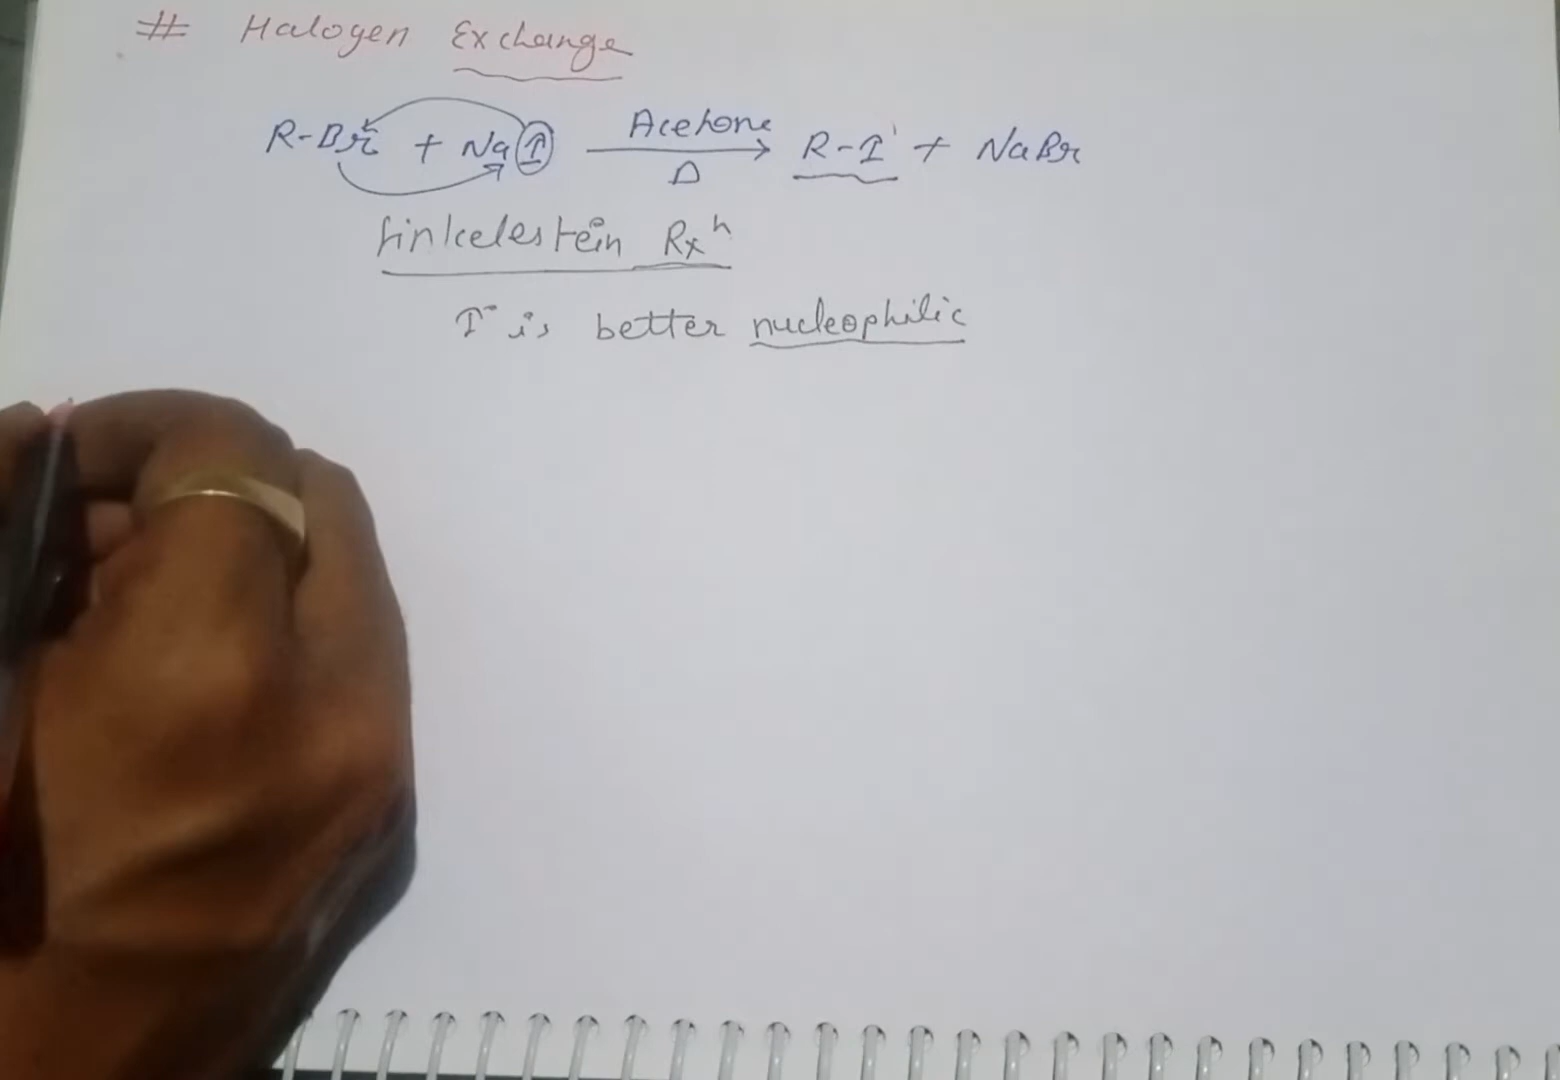 # Halogen Exchange
R-Br + NaI Acetone Δ → R-I + NaBr
Finkelestein Rxn
I⁻ is better nucleophilic